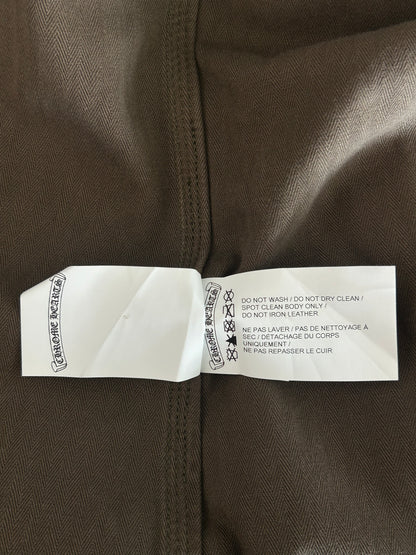 CHROME HEARTS
CHROME HEARTS
DO NOT WASH / DO NOT DRY CLEAN /
SPOT CLEAN BODY ONLY /
DO NOT IRON LEATHER
NE PAS LAVER / PAS DE NETTOYAGE À
SEC / DÉTACHAGE DU CORPS
UNIQUEMENT /
NE PAS REPASSER LE CUIR